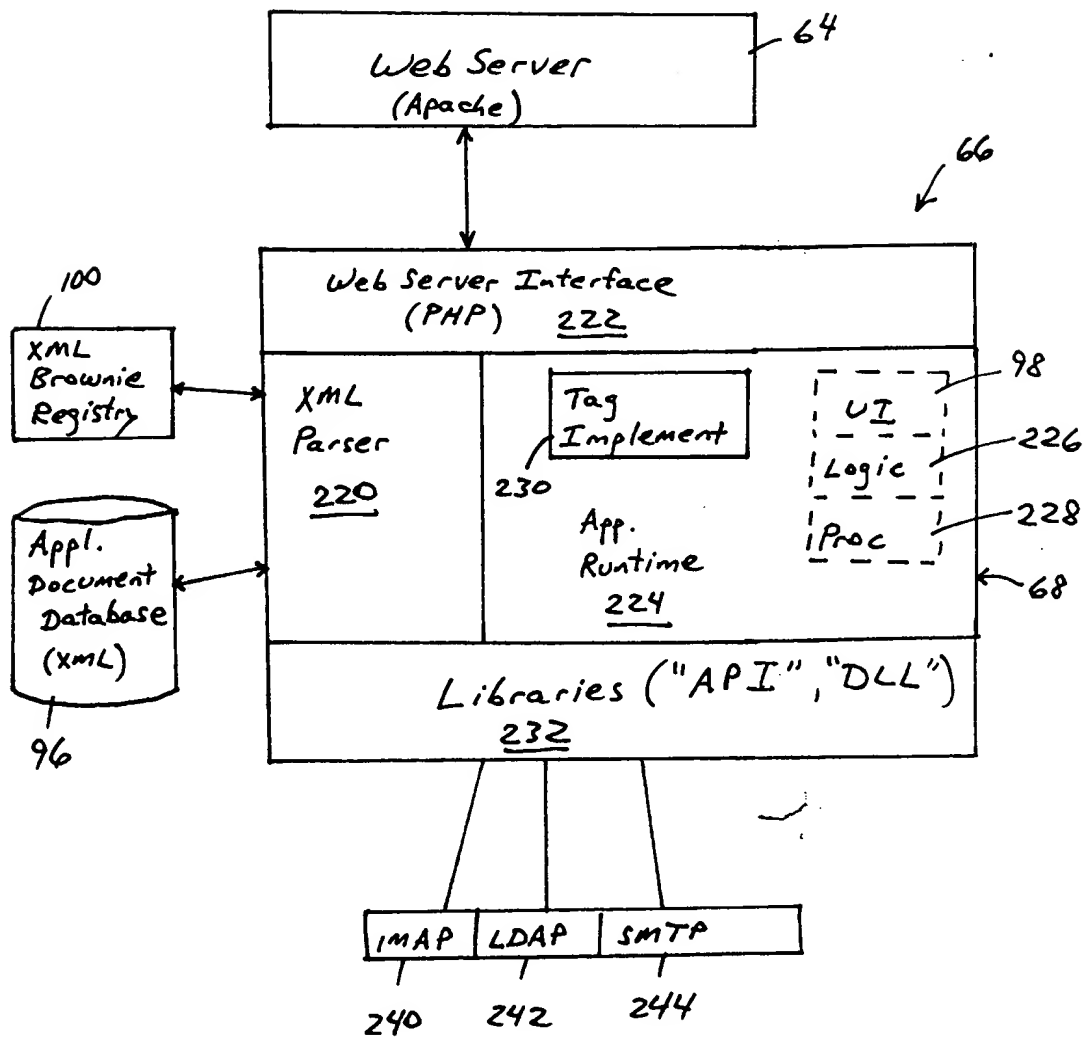 Web Server
(Apache)
64
66
Web Server Interface
(PHP) 222
100
XML
Brownie
Registry
XML
Parser
220
Tag
Implement
230
App.
Runtime
224
UI
Logic
Proc
98
226
228
68
Appl.
Document
Database
(XML)
96
Libraries ("API", "DLL")
232
IMAP LDAP SMTP
240 242 244